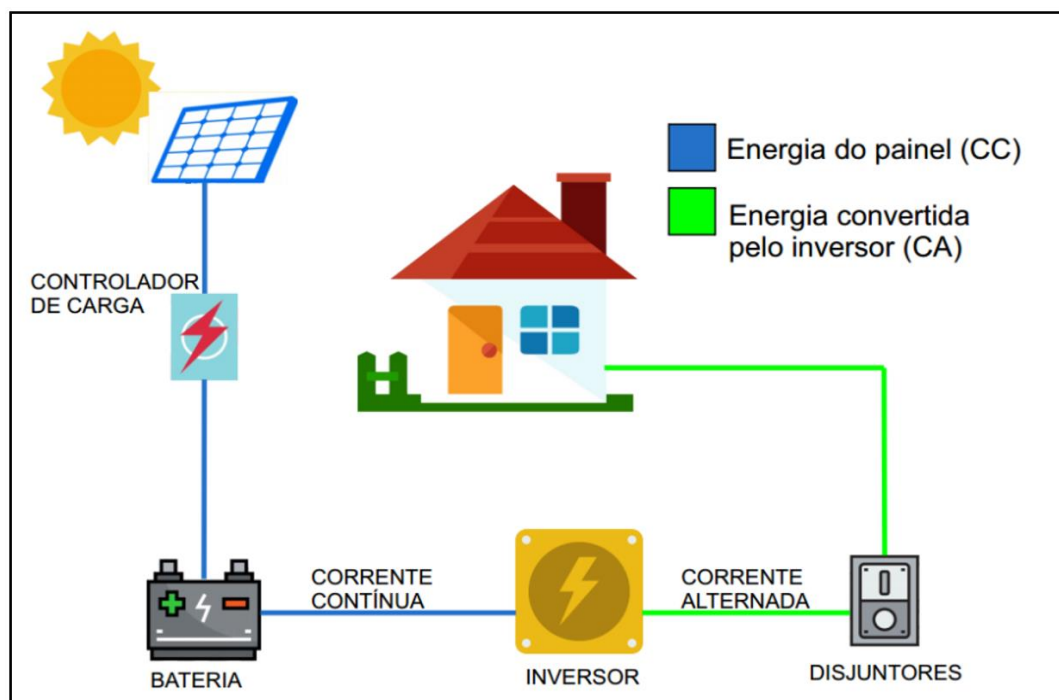 Energia do painel (CC)
Energia convertida
pelo inversor (CA)
CONTROLADOR
DE CARGA
CORRENTE
CONTÍNUA
CORRENTE
ALTERNADA
BATERIA
INVERSOR
DISJUNTORES